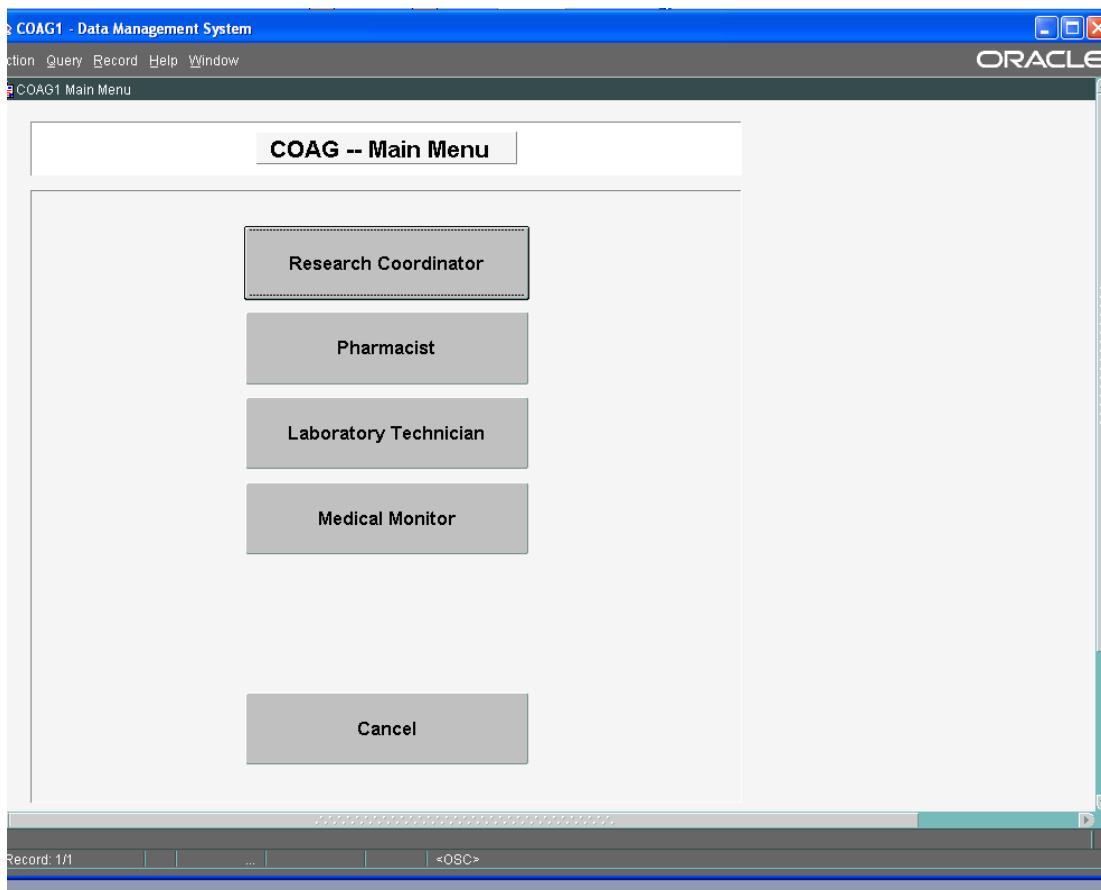 COAG1 - Data Management System
ction Query Record Help Window
ORACLE
COAG1 Main Menu
COAG -- Main Menu
Research Coordinator
Pharmacist
Laboratory Technician
Medical Monitor
Cancel
Record: 1/1 ... <OSC>